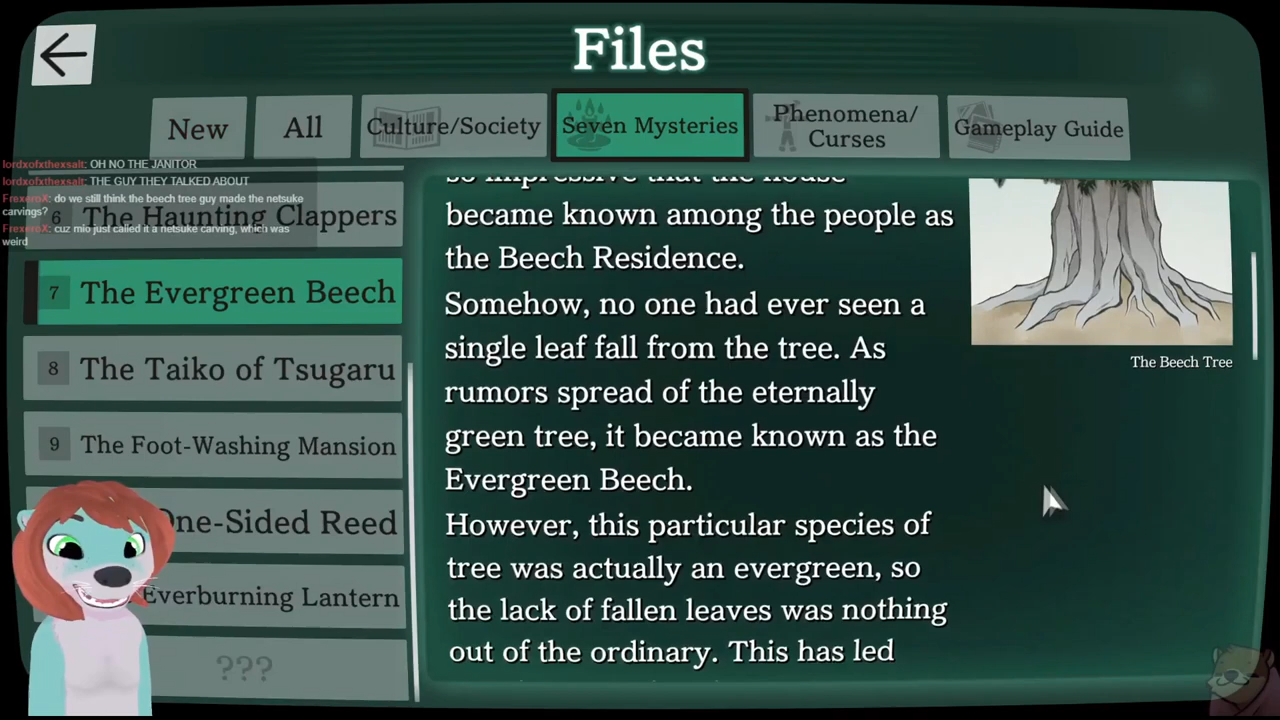 Files
New
All
Culture/Society
Seven Mysteries
Phenomena/
Curses
Gameplay Guide
lordxofxthexsalt: OH NO THE JANITOR
lordxofxthexsalt: THE GUY THEY TALKED ABOUT
FrexeroX: do we still think the beech tree guy made the netsuke
carvings?
FrexeroX: cuz mio just called it a netsuke carving, which was
weird
6 The Haunting Clappers
7 The Evergreen Beech
8 The Taiko of Tsugaru
9 The Foot-Washing Mansion
One-Sided Reed
Everburning Lantern
???
so impressive that the house
became known among the people as
the Beech Residence.
Somehow, no one had ever seen a
single leaf fall from the tree. As
rumors spread of the eternally
green tree, it became known as the
Evergreen Beech.
However, this particular species of
tree was actually an evergreen, so
the lack of fallen leaves was nothing
out of the ordinary. This has led
The Beech Tree